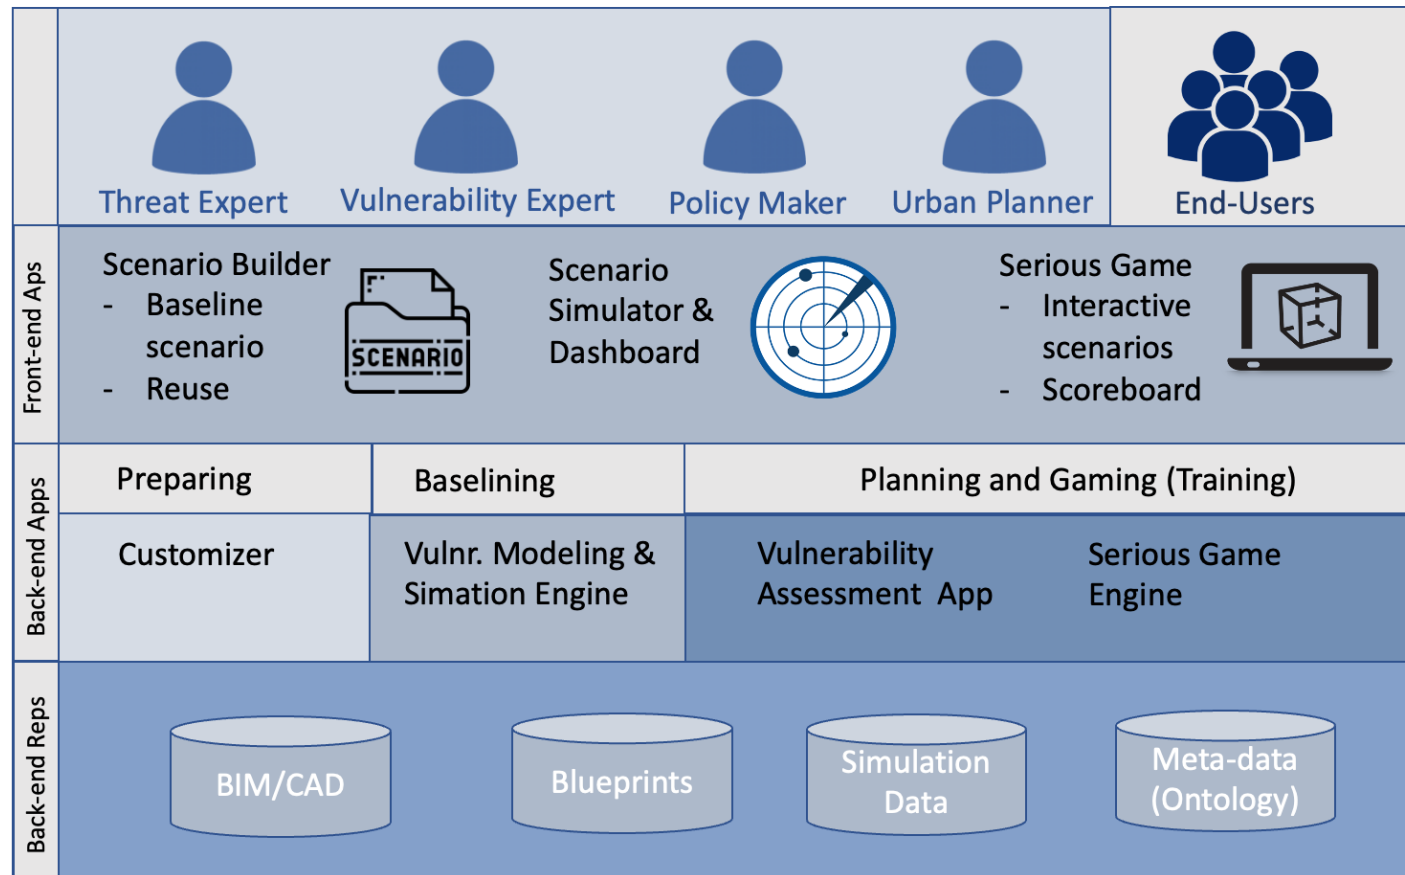 Threat Expert
Vulnerability Expert
Policy Maker
Urban Planner
End-Users
Front-end Aps
Scenario Builder
- Baseline
scenario
- Reuse
SCENARIO
Scenario
Simulator &
Dashboard
Serious Game
- Interactive
scenarios
- Scoreboard
Back-end Apps
Preparing
Baselining
Planning and Gaming (Training)
Customizer
Vulnr. Modeling &
Simation Engine
Vulnerability
Assessment App
Serious Game
Engine
Back-end Reps
BIM/CAD
Blueprints
Simulation
Data
Meta-data
(Ontology)